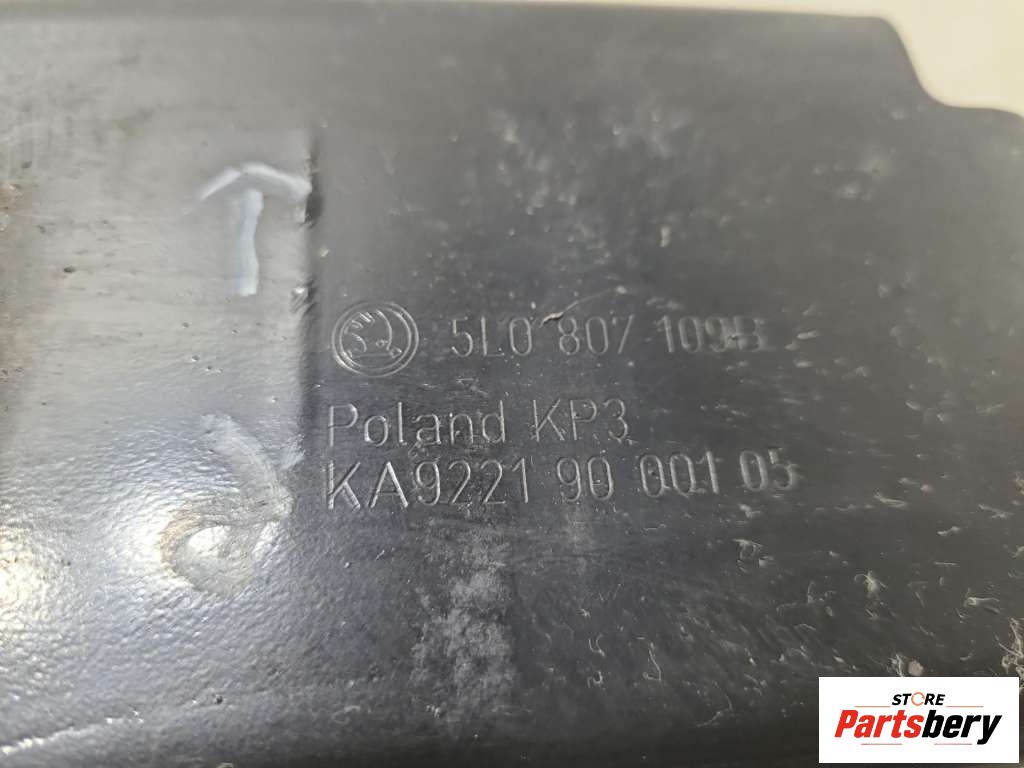 5L0 807 109B
Poland KP3
KA9221 90 001 05
STORE
Partsbery